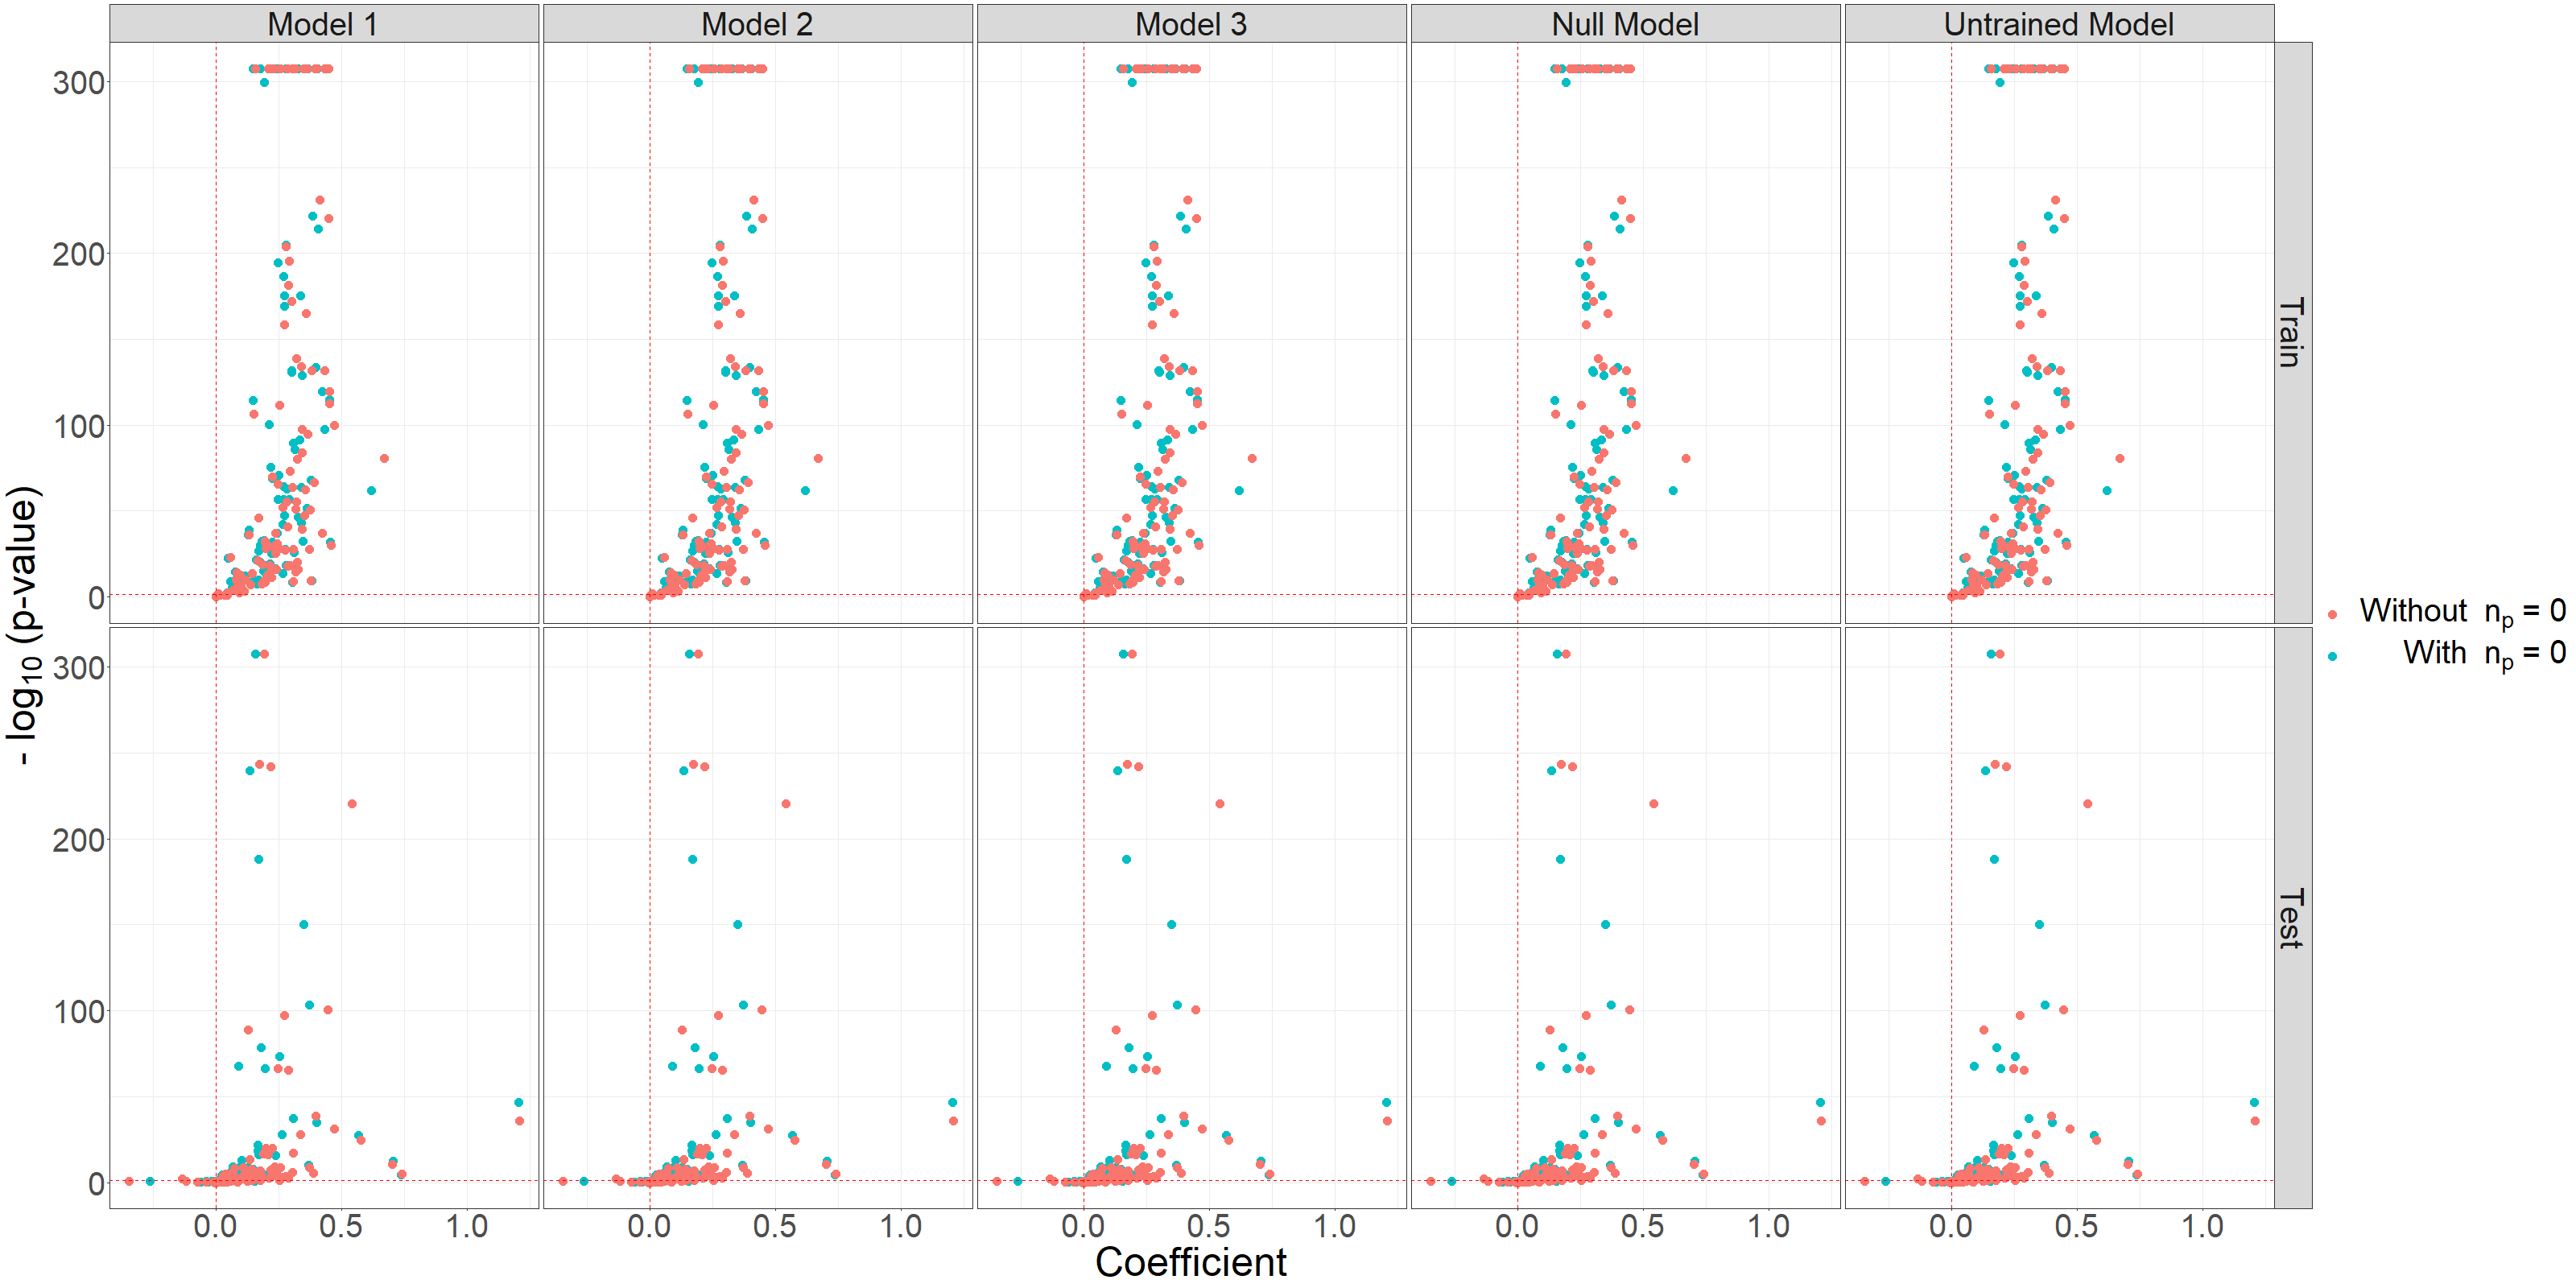 Model 1
Model 2
Model 3
Null Model
Untrained Model
300
200
100
0
Train
300
200
100
0
Test
- log10 (p-value)
0.0 0.5 1.0
0.0 0.5 1.0
0.0 0.5 1.0
0.0 0.5 1.0
0.0 0.5 1.0
Coefficient
Without np = 0
With np = 0